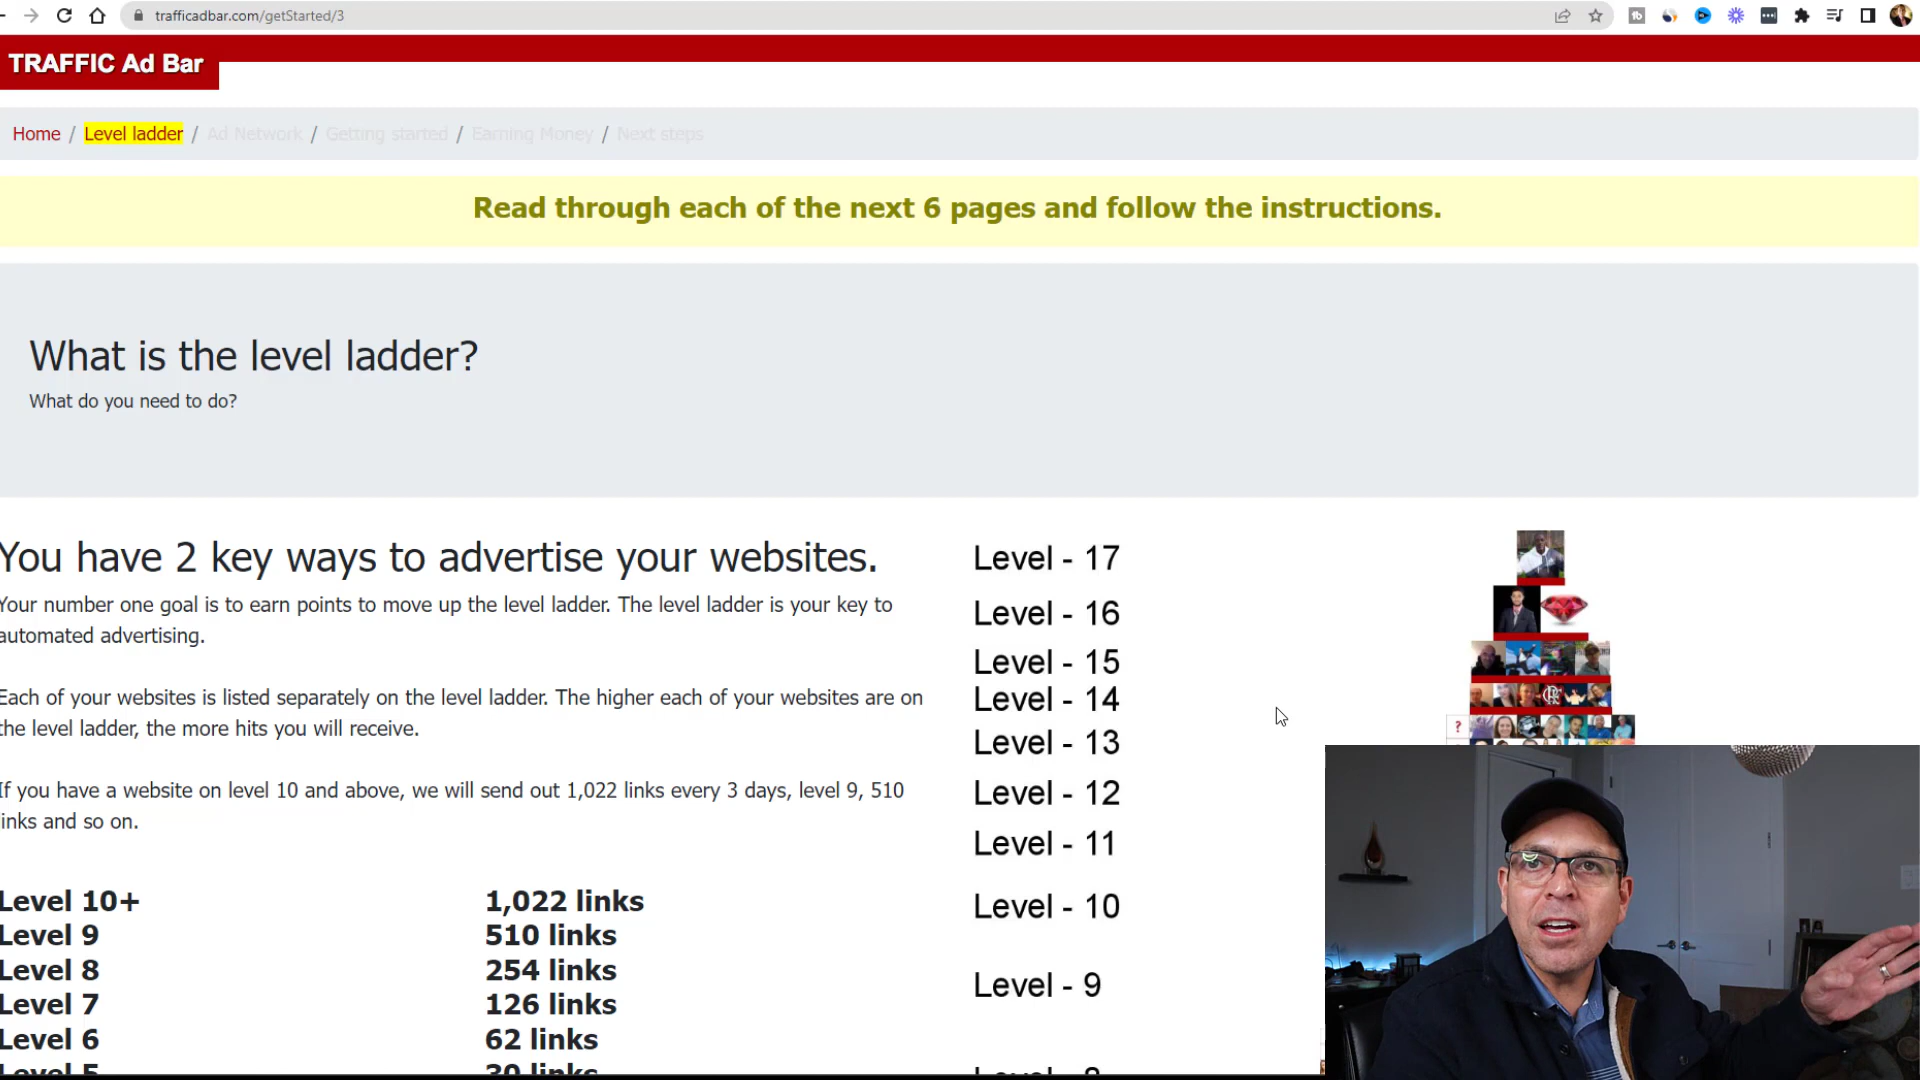 trafficadbar.com/getStarted/3
TRAFFIC Ad Bar
Home / Level ladder / Ad Network / Getting started / Earning Money / Next steps
Read through each of the next 6 pages and follow the instructions.
What is the level ladder?
What do you need to do?
You have 2 key ways to advertise your websites.
Your number one goal is to earn points to move up the level ladder. The level ladder is your key to
automated advertising.
Each of your websites is listed separately on the level ladder. The higher each of your websites are on
the level ladder, the more hits you will receive.
If you have a website on level 10 and above, we will send out 1,022 links every 3 days, level 9, 510
links and so on.
Level 10+ 1,022 links
Level 9 510 links
Level 8 254 links
Level 7 126 links
Level 6 62 links
Level 5 30 links
Level - 17
Level - 16
Level - 15
Level - 14
Level - 13
Level - 12
Level - 11
Level - 10
Level - 9
Level - 8
?